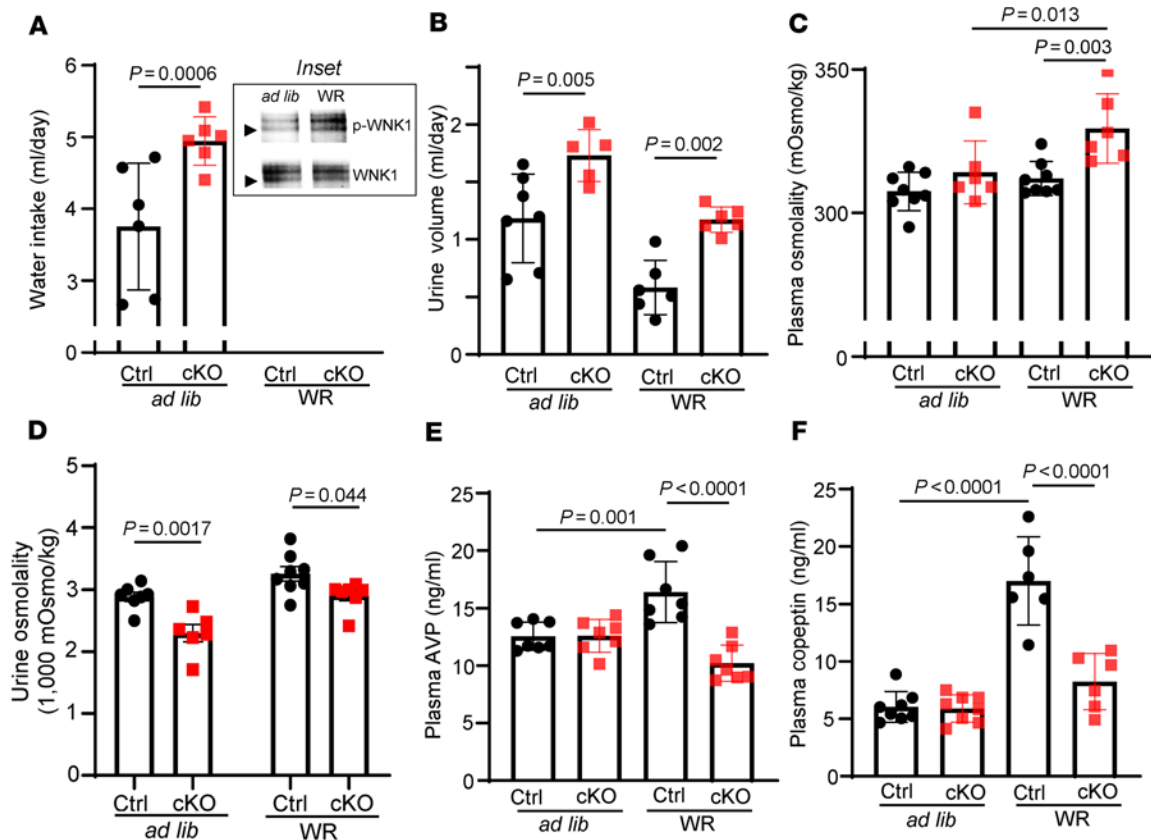 A
Water intake (ml/day)
6
5
4
3
0
P = 0.0006
Inset
ad lib WR
p-WNK1
WNK1
Ctrl cKO Ctrl cKO
ad lib WR
B
Urine volume (ml/day)
2
1
0
P = 0.005
P = 0.002
Ctrl cKO Ctrl cKO
ad lib WR
C
Plasma osmolality (mOsmo/kg)
350
300
0
P = 0.013
P = 0.003
Ctrl cKO Ctrl cKO
ad lib WR
D
Urine osmolality
(1,000 mOsmo/kg)
5
4
3
2
1
0
P = 0.0017
P = 0.044
Ctrl cKO Ctrl cKO
ad lib WR
E
Plasma AVP (ng/ml)
25
20
15
10
5
0
P = 0.001
P < 0.0001
Ctrl cKO Ctrl cKO
ad lib WR
F
Plasma copeptin (ng/ml)
25
20
15
10
5
0
P < 0.0001
P < 0.0001
Ctrl cKO Ctrl cKO
ad lib WR